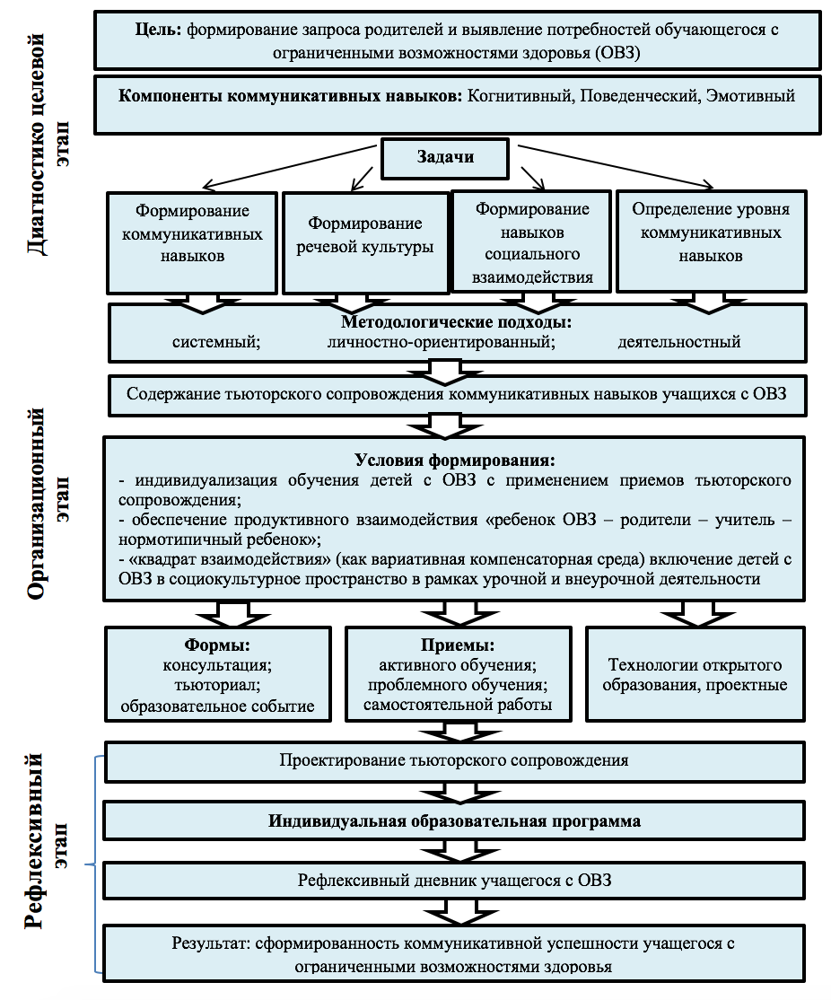 Диагностико целевой
этап
Цель: формирование запроса родителей и выявление потребностей обучающегося с
ограниченными возможностями здоровья (ОВЗ)
Компоненты коммуникативных навыков: Когнитивный, Поведенческий, Эмотивный
Задачи
Формирование
коммуникативных
навыков
Формирование
речевой культуры
Формирование
навыков
социального
взаимодействия
Определение уровня
коммуникативных
навыков
Методологические подходы:
системный; личностно-ориентированный; деятельностный
Организационный
этап
Содержание тьюторского сопровождения коммуникативных навыков учащихся с ОВЗ
Условия формирования:
- индивидуализация обучения детей с ОВЗ с применением приемов тьюторского
сопровождения;
- обеспечение продуктивного взаимодействия «ребенок ОВЗ – родители – учитель –
нормотипичный ребенок»;
- «квадрат взаимодействия» (как вариативная компенсаторная среда) включение детей с
ОВЗ в социокультурное пространство в рамках урочной и внеурочной деятельности
Формы:
консультация;
тьюториал;
образовательное событие
Приемы:
активного обучения;
проблемного обучения;
самостоятельной работы
Технологии открытого
образования, проектные
Рефлексивный
этап
Проектирование тьюторского сопровождения
Индивидуальная образовательная программа
Рефлексивный дневник учащегося с ОВЗ
Результат: сформированность коммуникативной успешности учащегося с
ограниченными возможностями здоровья